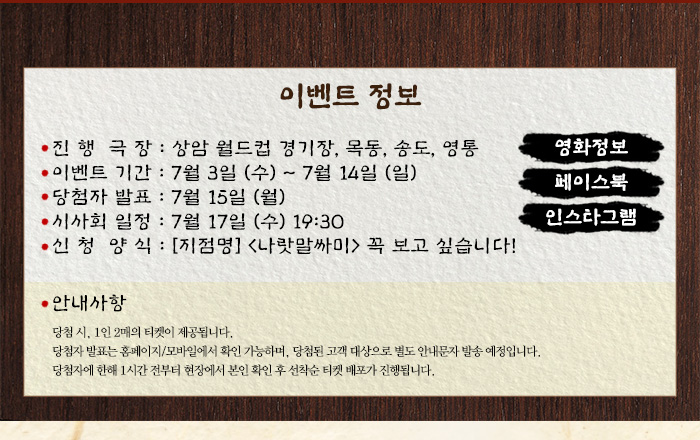 이벤트 정보
• 진 행 극 장 : 상암 월드컵 경기장, 목동, 송도, 영통
• 이벤트 기간 : 7월 3일 (수) ~ 7월 14일 (일)
• 당첨자 발표 : 7월 15일 (월)
• 시사회 일정 : 7월 17일 (수) 19:30
• 신 청 양 식 : [지점명] <나랏말싸미> 꼭 보고 싶습니다!
영화정보
페이스북
인스타그램
• 안내사항
당첨 시, 1인 2매의 티켓이 제공됩니다.
당첨자 발표는 홈페이지/모바일에서 확인 가능하며, 당첨된 고객 대상으로 별도 안내문자 발송 예정입니다.
당첨자에 한해 1시간 전부터 현장에서 본인 확인 후 선착순 티켓 배포가 진행됩니다.